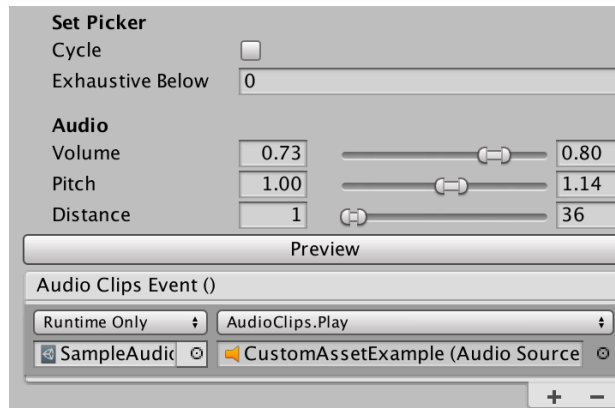 Set Picker
Cycle
Exhaustive Below 0
Audio
Volume 0.73 0.80
Pitch 1.00 1.14
Distance 1 36
Preview
Audio Clips Event ()
Runtime Only AudioClips.Play
SampleAudic CustomAssetExample (Audio Source
+ −